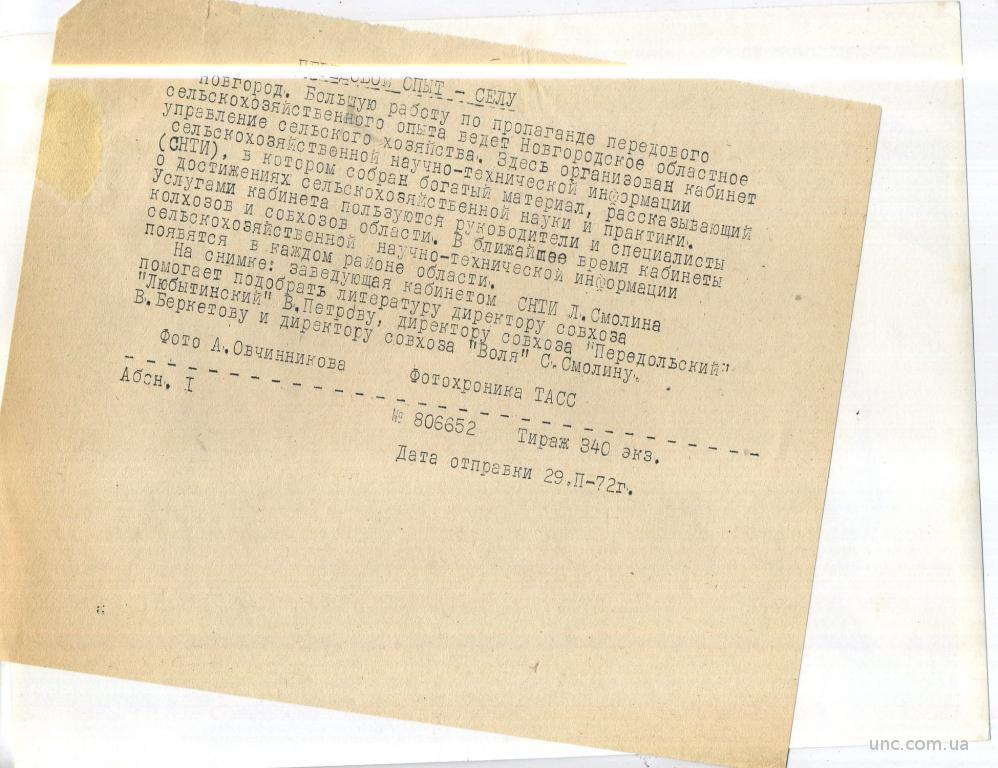 ПЕРЕДОВОЙ ОПЫТ - СЕЛУ
Новгород. Большую работу по пропаганде передового
сельскохозяйственного опыта ведет Новгородское областное
управление сельского хозяйства. Здесь организован кабинет
сельскохозяйственной научно-технической информации
(СНТИ), в котором собран богатый материал, рассказывающий
о достижениях сельскохозяйственной науки и практики.
Услугами кабинета пользуются руководители и специалисты
колхозов и совхозов области. В ближайшее время кабинеты
сельскохозяйственной научно-технической информации
появятся в каждом районе области.
На снимке: заведующая кабинетом СНТИ Л.Смолина
помогает подобрать литературу директору совхоза
"Любытинский" В.Петрову, директору совхоза "Передольский"
В.Беркетову и директору совхоза "Воля" С.Смолину.
Фото А.Овчинникова Фотохроника ТАСС
Абон. I
№ 806652 Тираж 340 экз.
Дата отправки 29.П-72г.
unc.com.ua